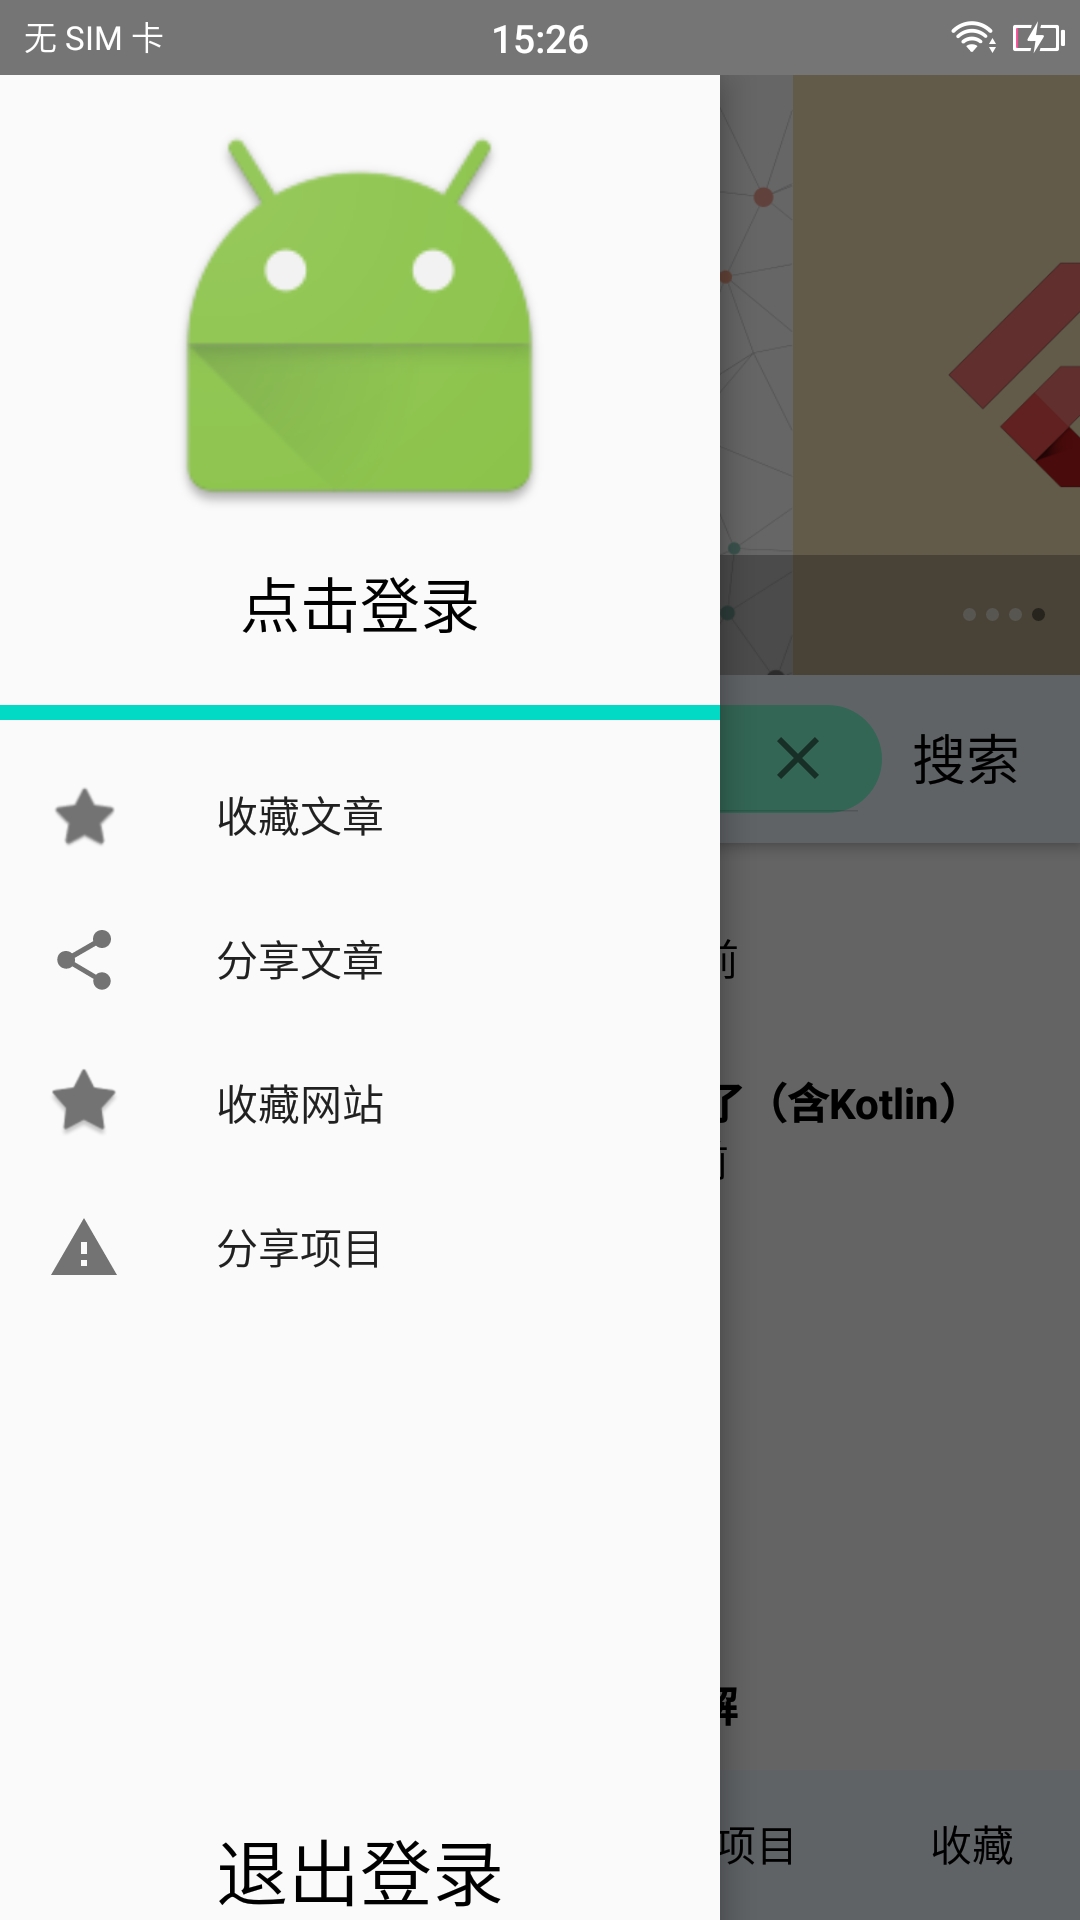 无 SIM 卡 15:26
点击登录
搜索
收藏文章
分享文章
前
收藏网站
了（含Kotlin）
分享项目
解
项目 收藏
退出登录